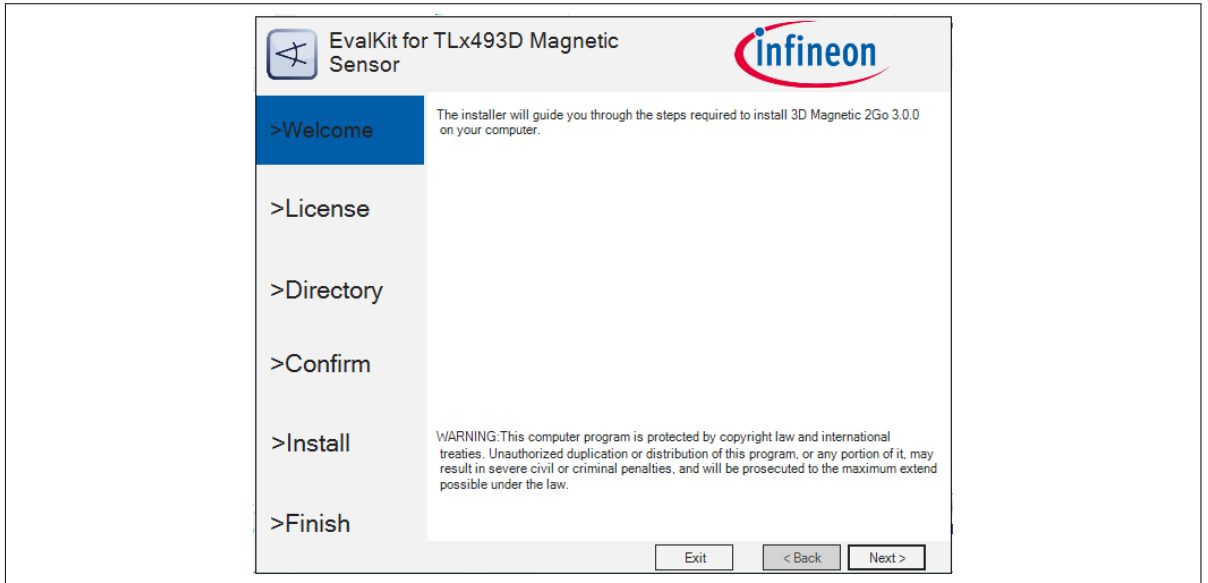 EvalKit for TLx493D Magnetic
Sensor
infineon
>Welcome
The installer will guide you through the steps required to install 3D Magnetic 2Go 3.0.0
on your computer.
>License
>Directory
>Confirm
>Install
WARNING:This computer program is protected by copyright law and international
treaties. Unauthorized duplication or distribution of this program, or any portion of it, may
result in severe civil or criminal penalties, and will be prosecuted to the maximum extend
possible under the law.
>Finish
Exit
< Back
Next >